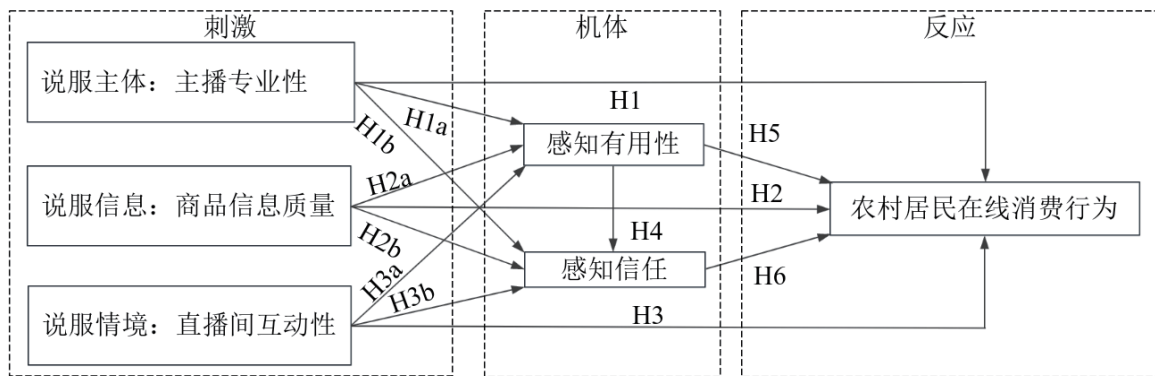 刺激
机体
反应
说服主体：主播专业性
H1
H1a
H1b
感知有用性
H5
H2a
说服信息：商品信息质量
H2
农村居民在线消费行为
H2b
H4
H3a
感知信任
H6
H3b
说服情境：直播间互动性
H3